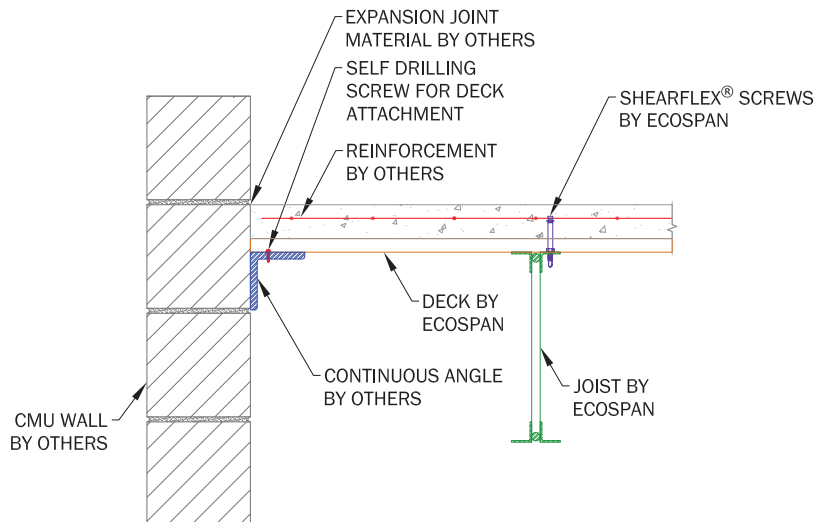 EXPANSION JOINT
MATERIAL BY OTHERS
SELF DRILLING
SCREW FOR DECK
ATTACHMENT
SHEARFLEX® SCREWS
BY ECOSPAN
REINFORCEMENT
BY OTHERS
DECK BY
ECOSPAN
CONTINUOUS ANGLE
BY OTHERS
JOIST BY
ECOSPAN
CMU WALL
BY OTHERS